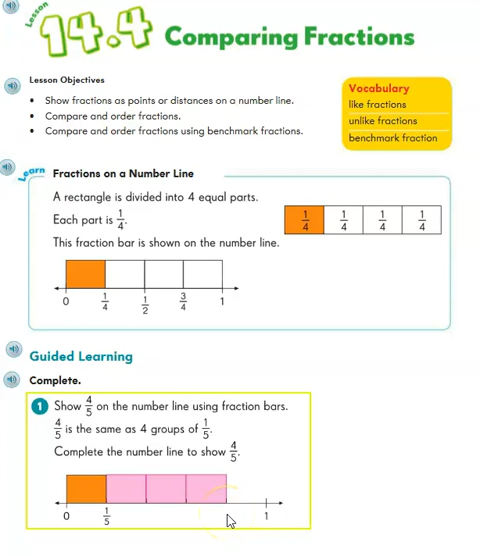 Lesson
14.4 Comparing Fractions
Lesson Objectives
• Show fractions as points or distances on a number line.
• Compare and order fractions.
• Compare and order fractions using benchmark fractions.
Vocabulary
like fractions
unlike fractions
benchmark fraction
Learn Fractions on a Number Line
A rectangle is divided into 4 equal parts.
Each part is 1/4.
This fraction bar is shown on the number line.
1/4 1/4 1/4 1/4
0 1/4 1/2 3/4 1
Guided Learning
Complete.
1 Show 4/5 on the number line using fraction bars.
4/5 is the same as 4 groups of 1/5.
Complete the number line to show 4/5.
0 1/5 1